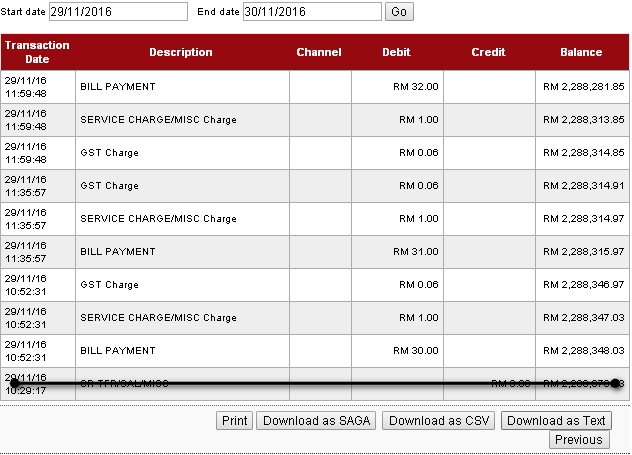 Start date 29/11/2016 End date 30/11/2016 Go
Transaction Date Description Channel Debit Credit Balance
29/11/16 11:59:48 BILL PAYMENT RM 32.00 RM 2,288,281.85
29/11/16 11:59:48 SERVICE CHARGE/MISC Charge RM 1.00 RM 2,288,313.85
29/11/16 11:59:48 GST Charge RM 0.06 RM 2,288,314.85
29/11/16 11:35:57 GST Charge RM 0.06 RM 2,288,314.91
29/11/16 11:35:57 SERVICE CHARGE/MISC Charge RM 1.00 RM 2,288,314.97
29/11/16 11:35:57 BILL PAYMENT RM 31.00 RM 2,288,315.97
29/11/16 10:52:31 GST Charge RM 0.06 RM 2,288,346.97
29/11/16 10:52:31 SERVICE CHARGE/MISC Charge RM 1.00 RM 2,288,347.03
29/11/16 10:52:31 BILL PAYMENT RM 30.00 RM 2,288,348.03
29/11/16 10:29:17 CR TFR/SAL/MISC RM RM
Print Download as SAGA Download as CSV Download as Text
Previous